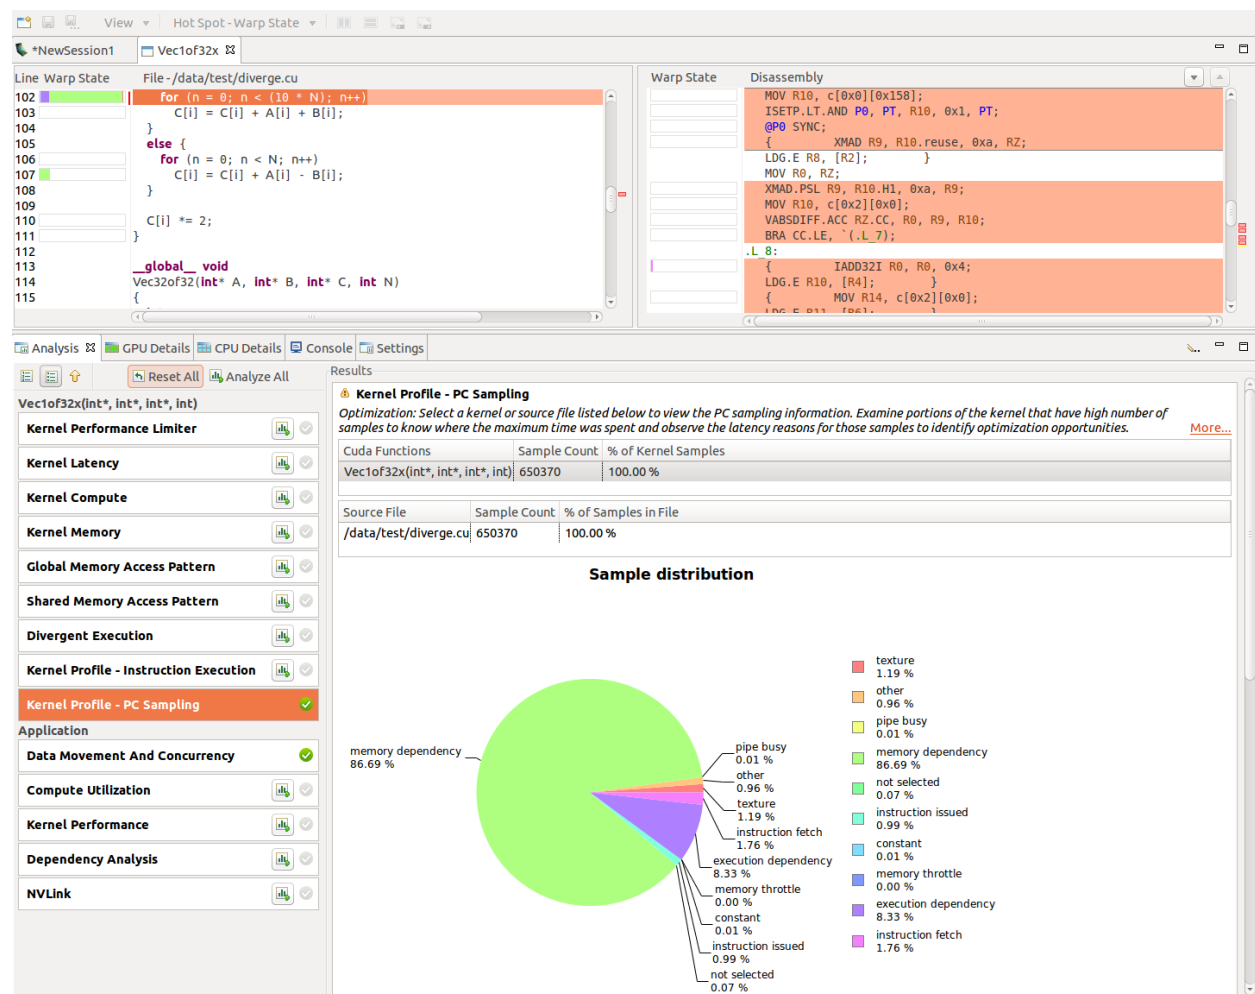 View Hot Spot - Warp State
*NewSession1 Vec1of32x
Line Warp State File - /data/test/diverge.cu
102 for (n = 0; n < (10 * N); n++)
103 C[i] = C[i] + A[i] + B[i];
104 }
105 else {
106 for (n = 0; n < N; n++)
107 C[i] = C[i] + A[i] - B[i];
108 }
109
110 C[i] *= 2;
111 }
112
113 __global__ void
114 Vec32of32(int* A, int* B, int* C, int N)
115 {
Warp State Disassembly
MOV R10, c[0x0][0x158];
ISETP.LT.AND P0, PT, R10, 0x1, PT;
@P0 SYNC;
{ XMAD R9, R10.reuse, 0xa, RZ;
LDG.E R8, [R2]; }
MOV R0, RZ;
XMAD.PSL R9, R10.H1, 0xa, R9;
MOV R10, c[0x2][0x0];
VABSDIFF.ACC RZ.CC, R0, R9, R10;
BRA CC.LE, `(.L_7);
.L_8:
{ IADD32I R0, R0, 0x4;
LDG.E R10, [R4]; }
{ MOV R14, c[0x2][0x0];
LDG.E R11, [R6]; }
Analysis GPU Details CPU Details Console Settings
Reset All Analyze All
Vec1of32x(int*, int*, int*, int)
Kernel Performance Limiter
Kernel Latency
Kernel Compute
Kernel Memory
Global Memory Access Pattern
Shared Memory Access Pattern
Divergent Execution
Kernel Profile - Instruction Execution
Kernel Profile - PC Sampling
Application
Data Movement And Concurrency
Compute Utilization
Kernel Performance
Dependency Analysis
NVLink
Results
Kernel Profile - PC Sampling
Optimization: Select a kernel or source file listed below to view the PC sampling information. Examine portions of the kernel that have high number of
samples to know where the maximum time was spent and observe the latency reasons for those samples to identify optimization opportunities. More...
Cuda Functions Sample Count % of Kernel Samples
Vec1of32x(int*, int*, int*, int) 650370 100.00 %
Source File Sample Count % of Samples in File
/data/test/diverge.cu 650370 100.00 %
Sample distribution
memory dependency
86.69 %
pipe busy
0.01 %
other
0.96 %
texture
1.19 %
instruction fetch
1.76 %
execution dependency
8.33 %
memory throttle
0.00 %
constant
0.01 %
instruction issued
0.99 %
not selected
0.07 %
texture
1.19 %
other
0.96 %
pipe busy
0.01 %
memory dependency
86.69 %
not selected
0.07 %
instruction issued
0.99 %
constant
0.01 %
memory throttle
0.00 %
execution dependency
8.33 %
instruction fetch
1.76 %